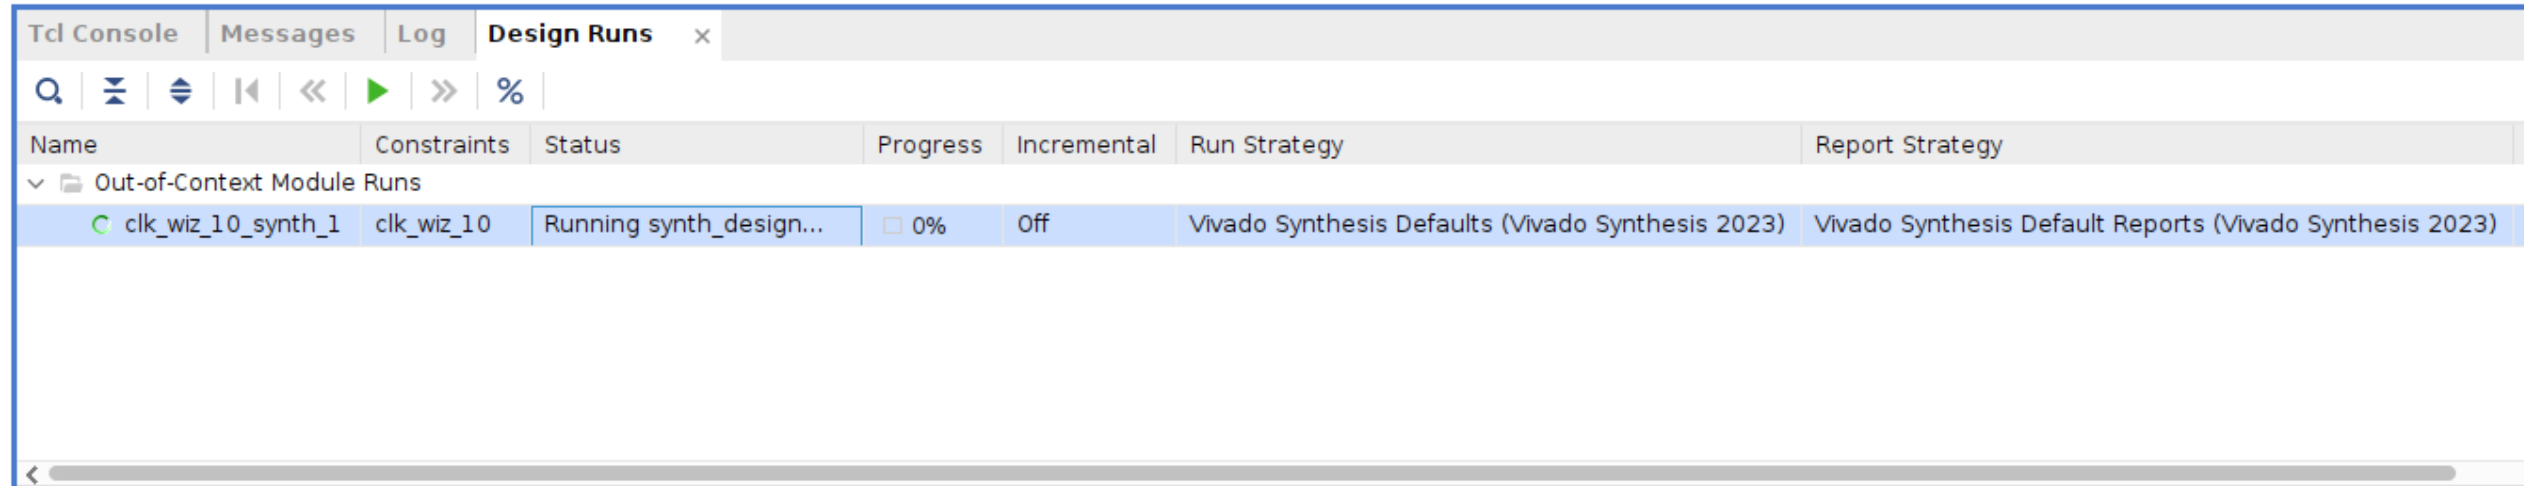 Tcl Console Messages Log Design Runs ×
%
Name Constraints Status Progress Incremental Run Strategy Report Strategy
Out-of-Context Module Runs
clk_wiz_10_synth_1 clk_wiz_10 Running synth_design... 0% Off Vivado Synthesis Defaults (Vivado Synthesis 2023) Vivado Synthesis Default Reports (Vivado Synthesis 2023)